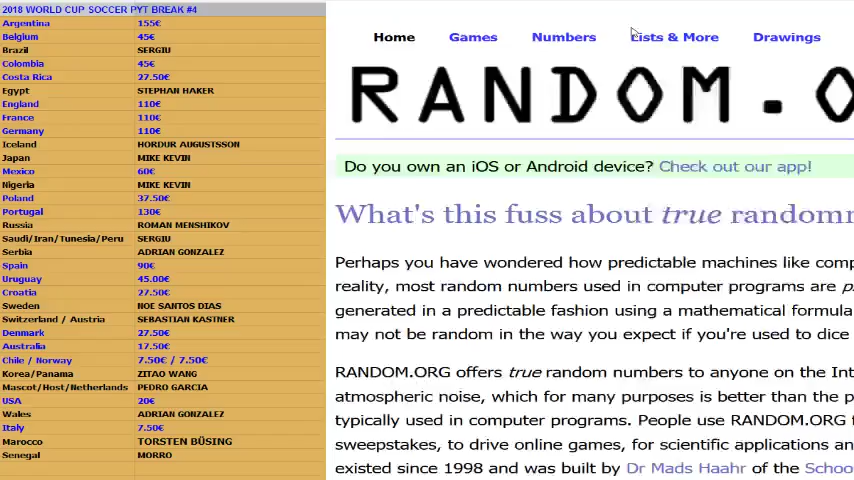 2018 WORLD CUP SOCCER PYT BREAK #4
Argentina 155€
Belgium 45€
Brazil SERGIU
Colombia 45€
Costa Rica 27.50€
Egypt STEPHAN HAKER
England 110€
France 110€
Germany 110€
Iceland HORDUR AUGUSTSSON
Japan MIKE KEVIN
Mexico 60€
Nigeria MIKE KEVIN
Poland 37.50€
Portugal 130€
Russia ROMAN MENSHIKOV
Saudi/Iran/Tunesia/Peru SERGIU
Serbia ADRIAN GONZALEZ
Spain 90€
Uruguay 45.00€
Croatia 27.50€
Sweden NOE SANTOS DIAS
Switzerland / Austria SEBASTIAN KASTNER
Denmark 27.50€
Australia 17.50€
Chile / Norway 7.50€ / 7.50€
Korea/Panama ZITAO WANG
Mascot/Host/Netherlands PEDRO GARCIA
USA 20€
Wales ADRIAN GONZALEZ
Italy 7.50€
Marocco TORSTEN BÜSING
Senegal MORRO
Home Games Numbers Lists & More Drawings
RANDOM.O
Do you own an iOS or Android device? Check out our app!
What's this fuss about true random
Perhaps you have wondered how predictable machines like comp
reality, most random numbers used in computer programs are p
generated in a predictable fashion using a mathematical formula
may not be random in the way you expect if you're used to dice
RANDOM.ORG offers true random numbers to anyone on the Int
atmospheric noise, which for many purposes is better than the p
typically used in computer programs. People use RANDOM.ORG f
sweepstakes, to drive online games, for scientific applications an
existed since 1998 and was built by Dr Mads Haahr of the Schoo